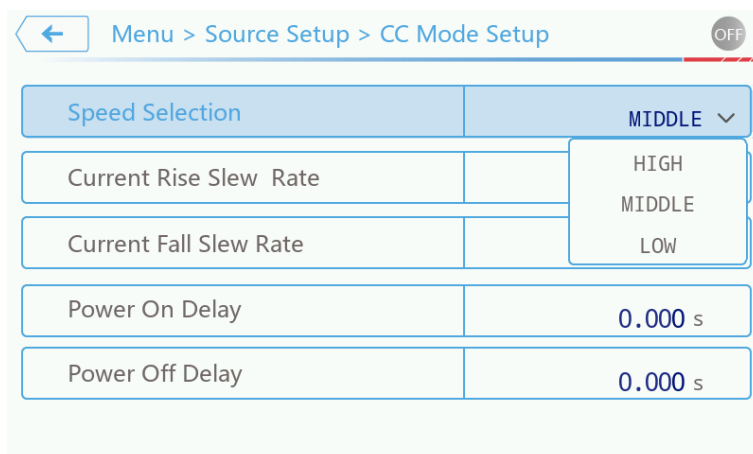 Menu > Source Setup > CC Mode Setup
OFF
Speed Selection
MIDDLE
HIGH
Current Rise Slew Rate
MIDDLE
Current Fall Slew Rate
LOW
Power On Delay
0.000 s
Power Off Delay
0.000 s